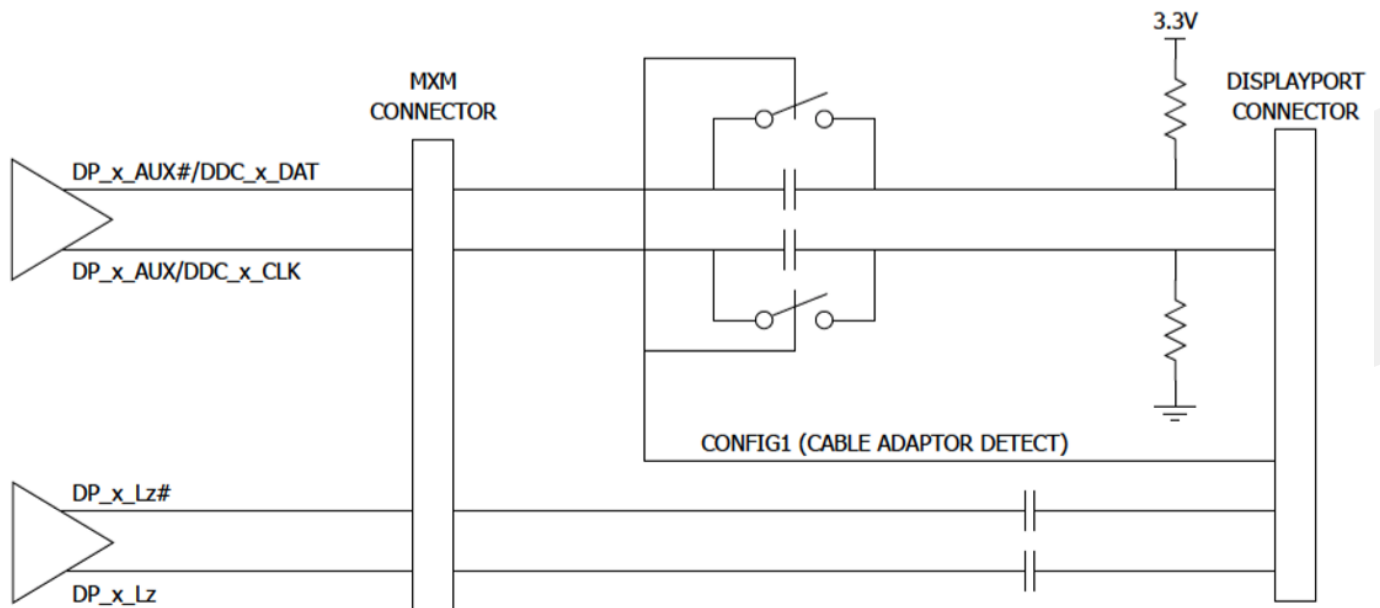 3.3V
MXM
CONNECTOR
DISPLAYPORT
CONNECTOR
DP_x_AUX#/DDC_x_DAT
DP_x_AUX/DDC_x_CLK
CONFIG1 (CABLE ADAPTOR DETECT)
DP_x_Lz#
DP_x_Lz